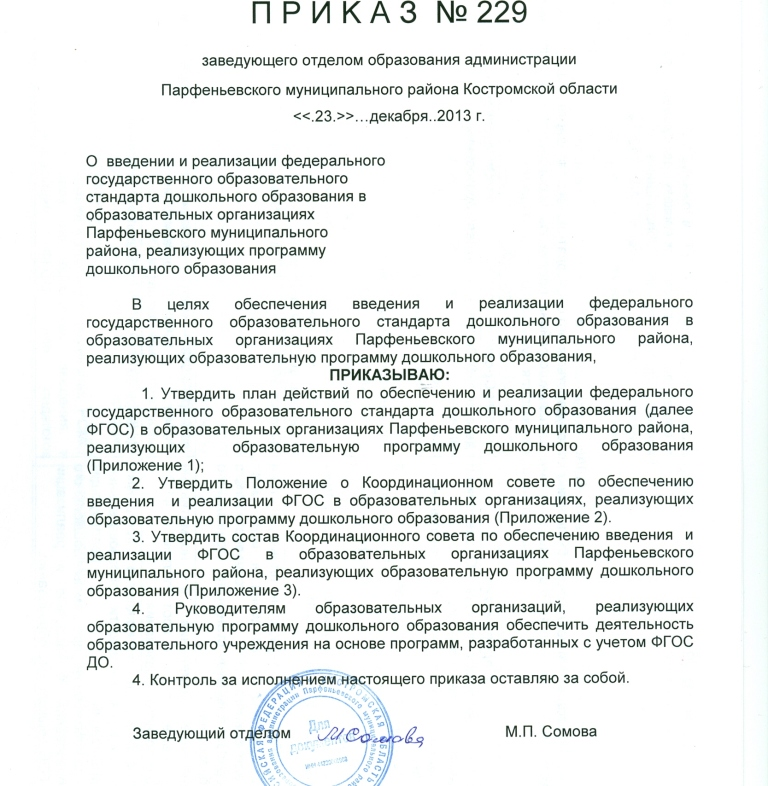 П Р И К А З № 229
заведующего отделом образования администрации
Парфеньевского муниципального района Костромской области
<<.23.>>…декабря..2013 г.
О введении и реализации федерального
государственного образовательного
стандарта дошкольного образования в
образовательных организациях
Парфеньевского муниципального
района, реализующих программу
дошкольного образования
В целях обеспечения введения и реализации федерального
государственного образовательного стандарта дошкольного образования в
образовательных организациях Парфеньевского муниципального района,
реализующих образовательную программу дошкольного образования,
ПРИКАЗЫВАЮ:
1. Утвердить план действий по обеспечению и реализации федерального
государственного образовательного стандарта дошкольного образования (далее
ФГОС) в образовательных организациях Парфеньевского муниципального района,
реализующих образовательную программу дошкольного образования
(Приложение 1);
2. Утвердить Положение о Координационном совете по обеспечению
введения и реализации ФГОС в образовательных организациях, реализующих
образовательную программу дошкольного образования (Приложение 2).
3. Утвердить состав Координационного совета по обеспечению введения и
реализации ФГОС в образовательных организациях Парфеньевского
муниципального района, реализующих образовательную программу дошкольного
образования (Приложение 3).
4. Руководителям образовательных организаций, реализующих
образовательную программу дошкольного образования обеспечить деятельность
образовательного учреждения на основе программ, разработанных с учетом ФГОС
ДО.
4. Контроль за исполнением настоящего приказа оставляю за собой.
Заведующий отделом МСомова М.П. Сомова
Для